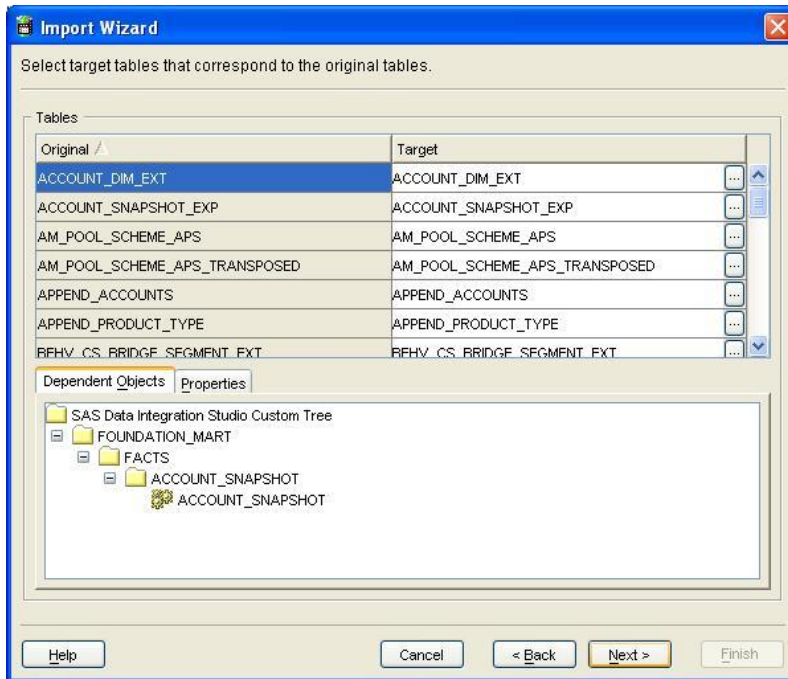 Import Wizard
Select target tables that correspond to the original tables.
Tables
Original Target
ACCOUNT_DIM_EXT ACCOUNT_DIM_EXT ...
ACCOUNT_SNAPSHOT_EXP ACCOUNT_SNAPSHOT_EXP ...
AM_POOL_SCHEME_APS AM_POOL_SCHEME_APS ...
AM_POOL_SCHEME_APS_TRANSPOSED AM_POOL_SCHEME_APS_TRANSPOSED ...
APPEND_ACCOUNTS APPEND_ACCOUNTS ...
APPEND_PRODUCT_TYPE APPEND_PRODUCT_TYPE ...
BEHV_CS_BRIDGE_SEGMENT_EXT BEHV_CS_BRIDGE_SEGMENT_EXT ...
Dependent Objects Properties
SAS Data Integration Studio Custom Tree
FOUNDATION_MART
FACTS
ACCOUNT_SNAPSHOT
ACCOUNT_SNAPSHOT
Help Cancel < Back Next > Finish